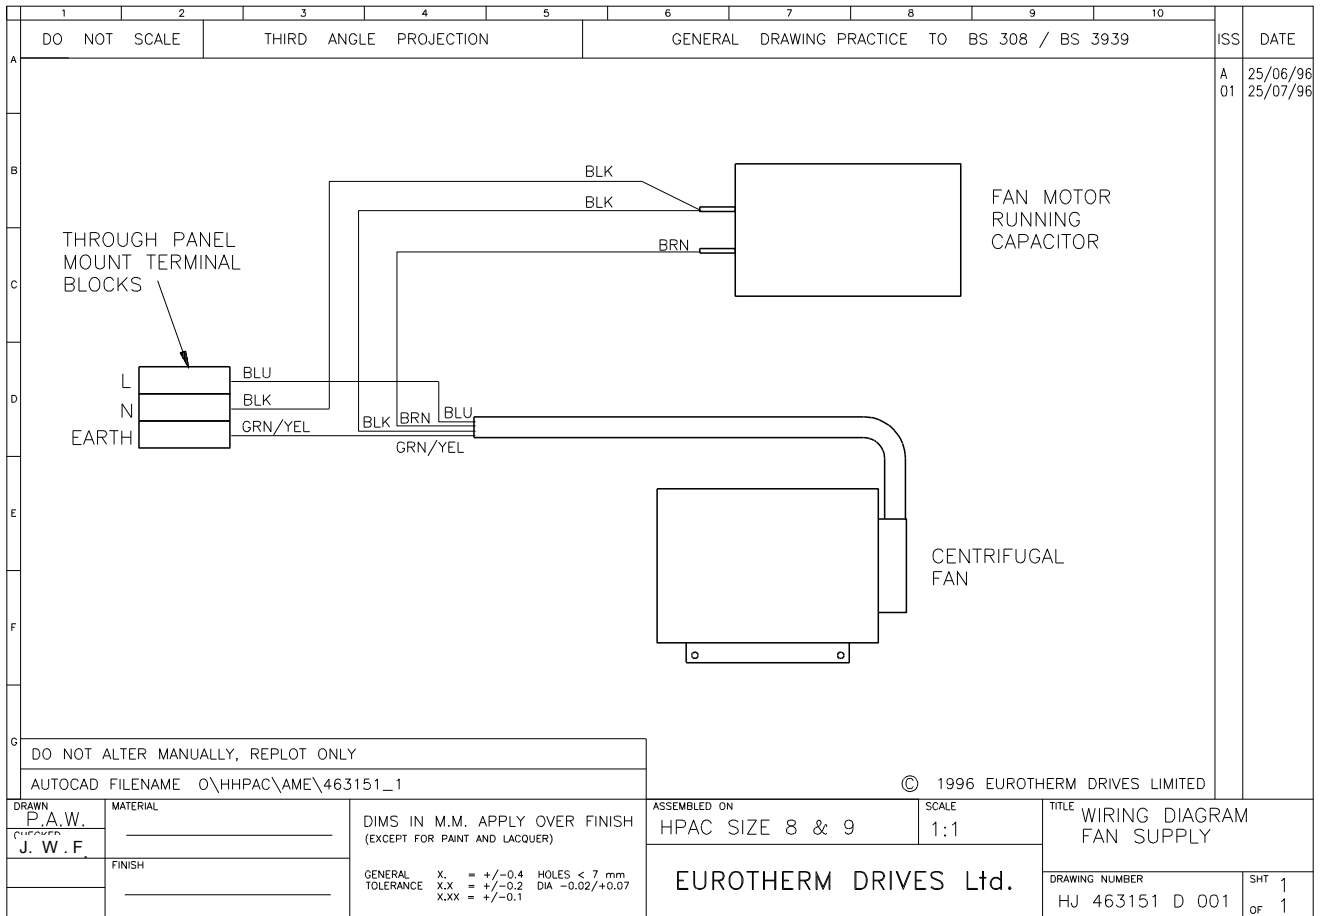 1 2 3 4 5 6 7 8 9 10
DO NOT SCALE THIRD ANGLE PROJECTION GENERAL DRAWING PRACTICE TO BS 308 / BS 3939 ISS DATE
A
A 25/06/96
01 25/07/96
B
BLK
BLK
BRN
FAN MOTOR
RUNNING
CAPACITOR
THROUGH PANEL
MOUNT TERMINAL
BLOCKS
C
D
L BLU
N BLK
EARTH GRN/YEL
BLK BRN BLU
GRN/YEL
E
CENTRIFUGAL
FAN
F
G
DO NOT ALTER MANUALLY, REPLOT ONLY
AUTOCAD FILENAME O\HHPAC\AME\463151_1
© 1996 EUROTHERM DRIVES LIMITED
DRAWN
P.A.W.
CHECKED
J. W . F.
MATERIAL
FINISH
DIMS IN M.M. APPLY OVER FINISH
(EXCEPT FOR PAINT AND LACQUER)
GENERAL X. = +/-0.4 HOLES < 7 mm
TOLERANCE X.X = +/-0.2 DIA -0.02/+0.07
X.XX = +/-0.1
ASSEMBLED ON
HPAC SIZE 8 & 9
SCALE
1:1
EUROTHERM DRIVES Ltd.
TITLE WIRING DIAGRAM
FAN SUPPLY
DRAWING NUMBER
HJ 463151 D 001
SHT 1
OF 1